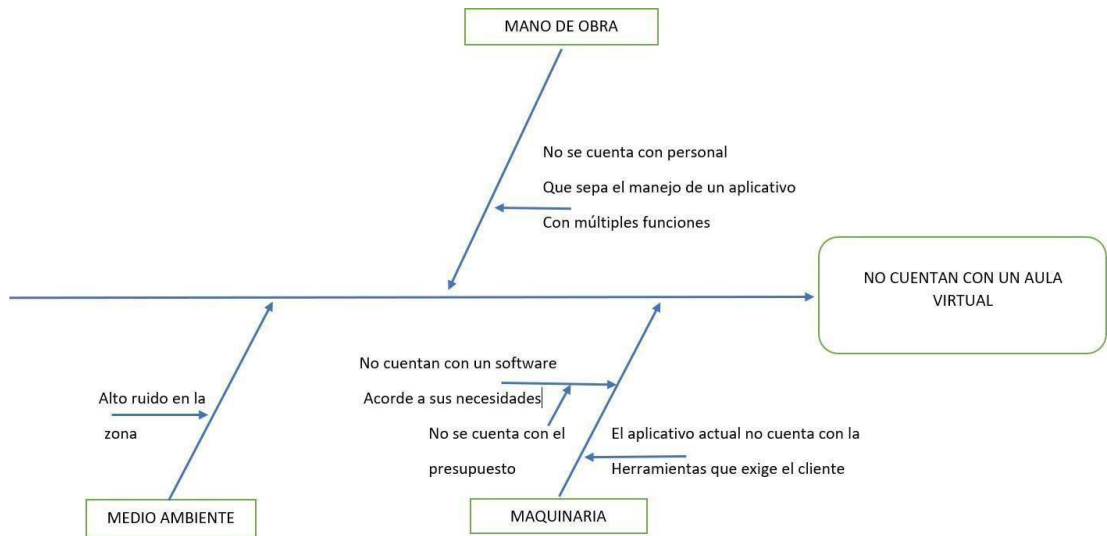 MANO DE OBRA
No se cuenta con personal
Que sepa el manejo de un aplicativo
Con múltiples funciones
NO CUENTAN CON UN AULA
VIRTUAL
No cuentan con un software
Acorde a sus necesidades
No se cuenta con el
presupuesto
El aplicativo actual no cuenta con la
Herramientas que exige el cliente
Alto ruido en la
zona
MEDIO AMBIENTE
MAQUINARIA